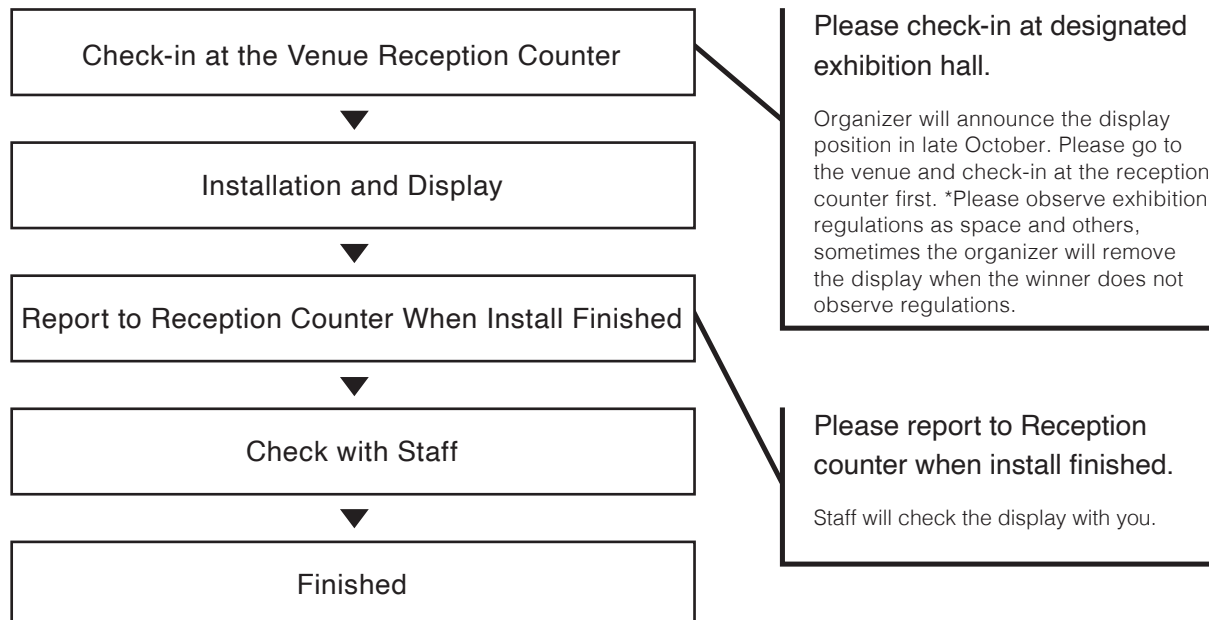 Check-in at the Venue Reception Counter
Installation and Display
Report to Reception Counter When Install Finished
Check with Staff
Finished
Please check-in at designated
exhibition hall.
Organizer will announce the display
position in late October. Please go to
the venue and check-in at the reception
counter first. *Please observe exhibition
regulations as space and others,
sometimes the organizer will remove
the display when the winner does not
observe regulations.
Please report to Reception
counter when install finished.
Staff will check the display with you.